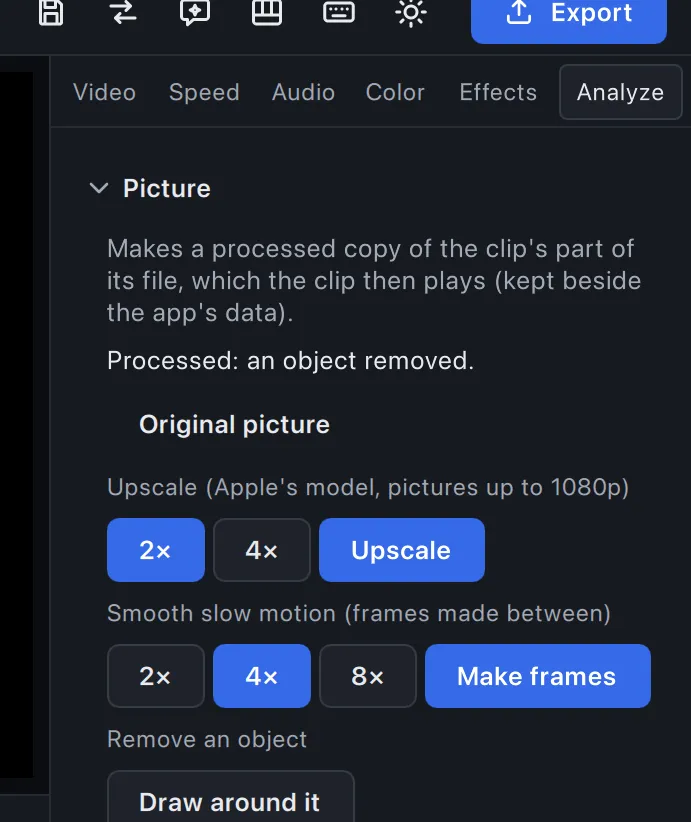 Export
Video Speed Audio Color Effects Analyze
Picture
Makes a processed copy of the clip's part of
its file, which the clip then plays (kept beside
the app's data).
Processed: an object removed.
Original picture
Upscale (Apple's model, pictures up to 1080p)
2× 4× Upscale
Smooth slow motion (frames made between)
2× 4× 8× Make frames
Remove an object
Draw around it